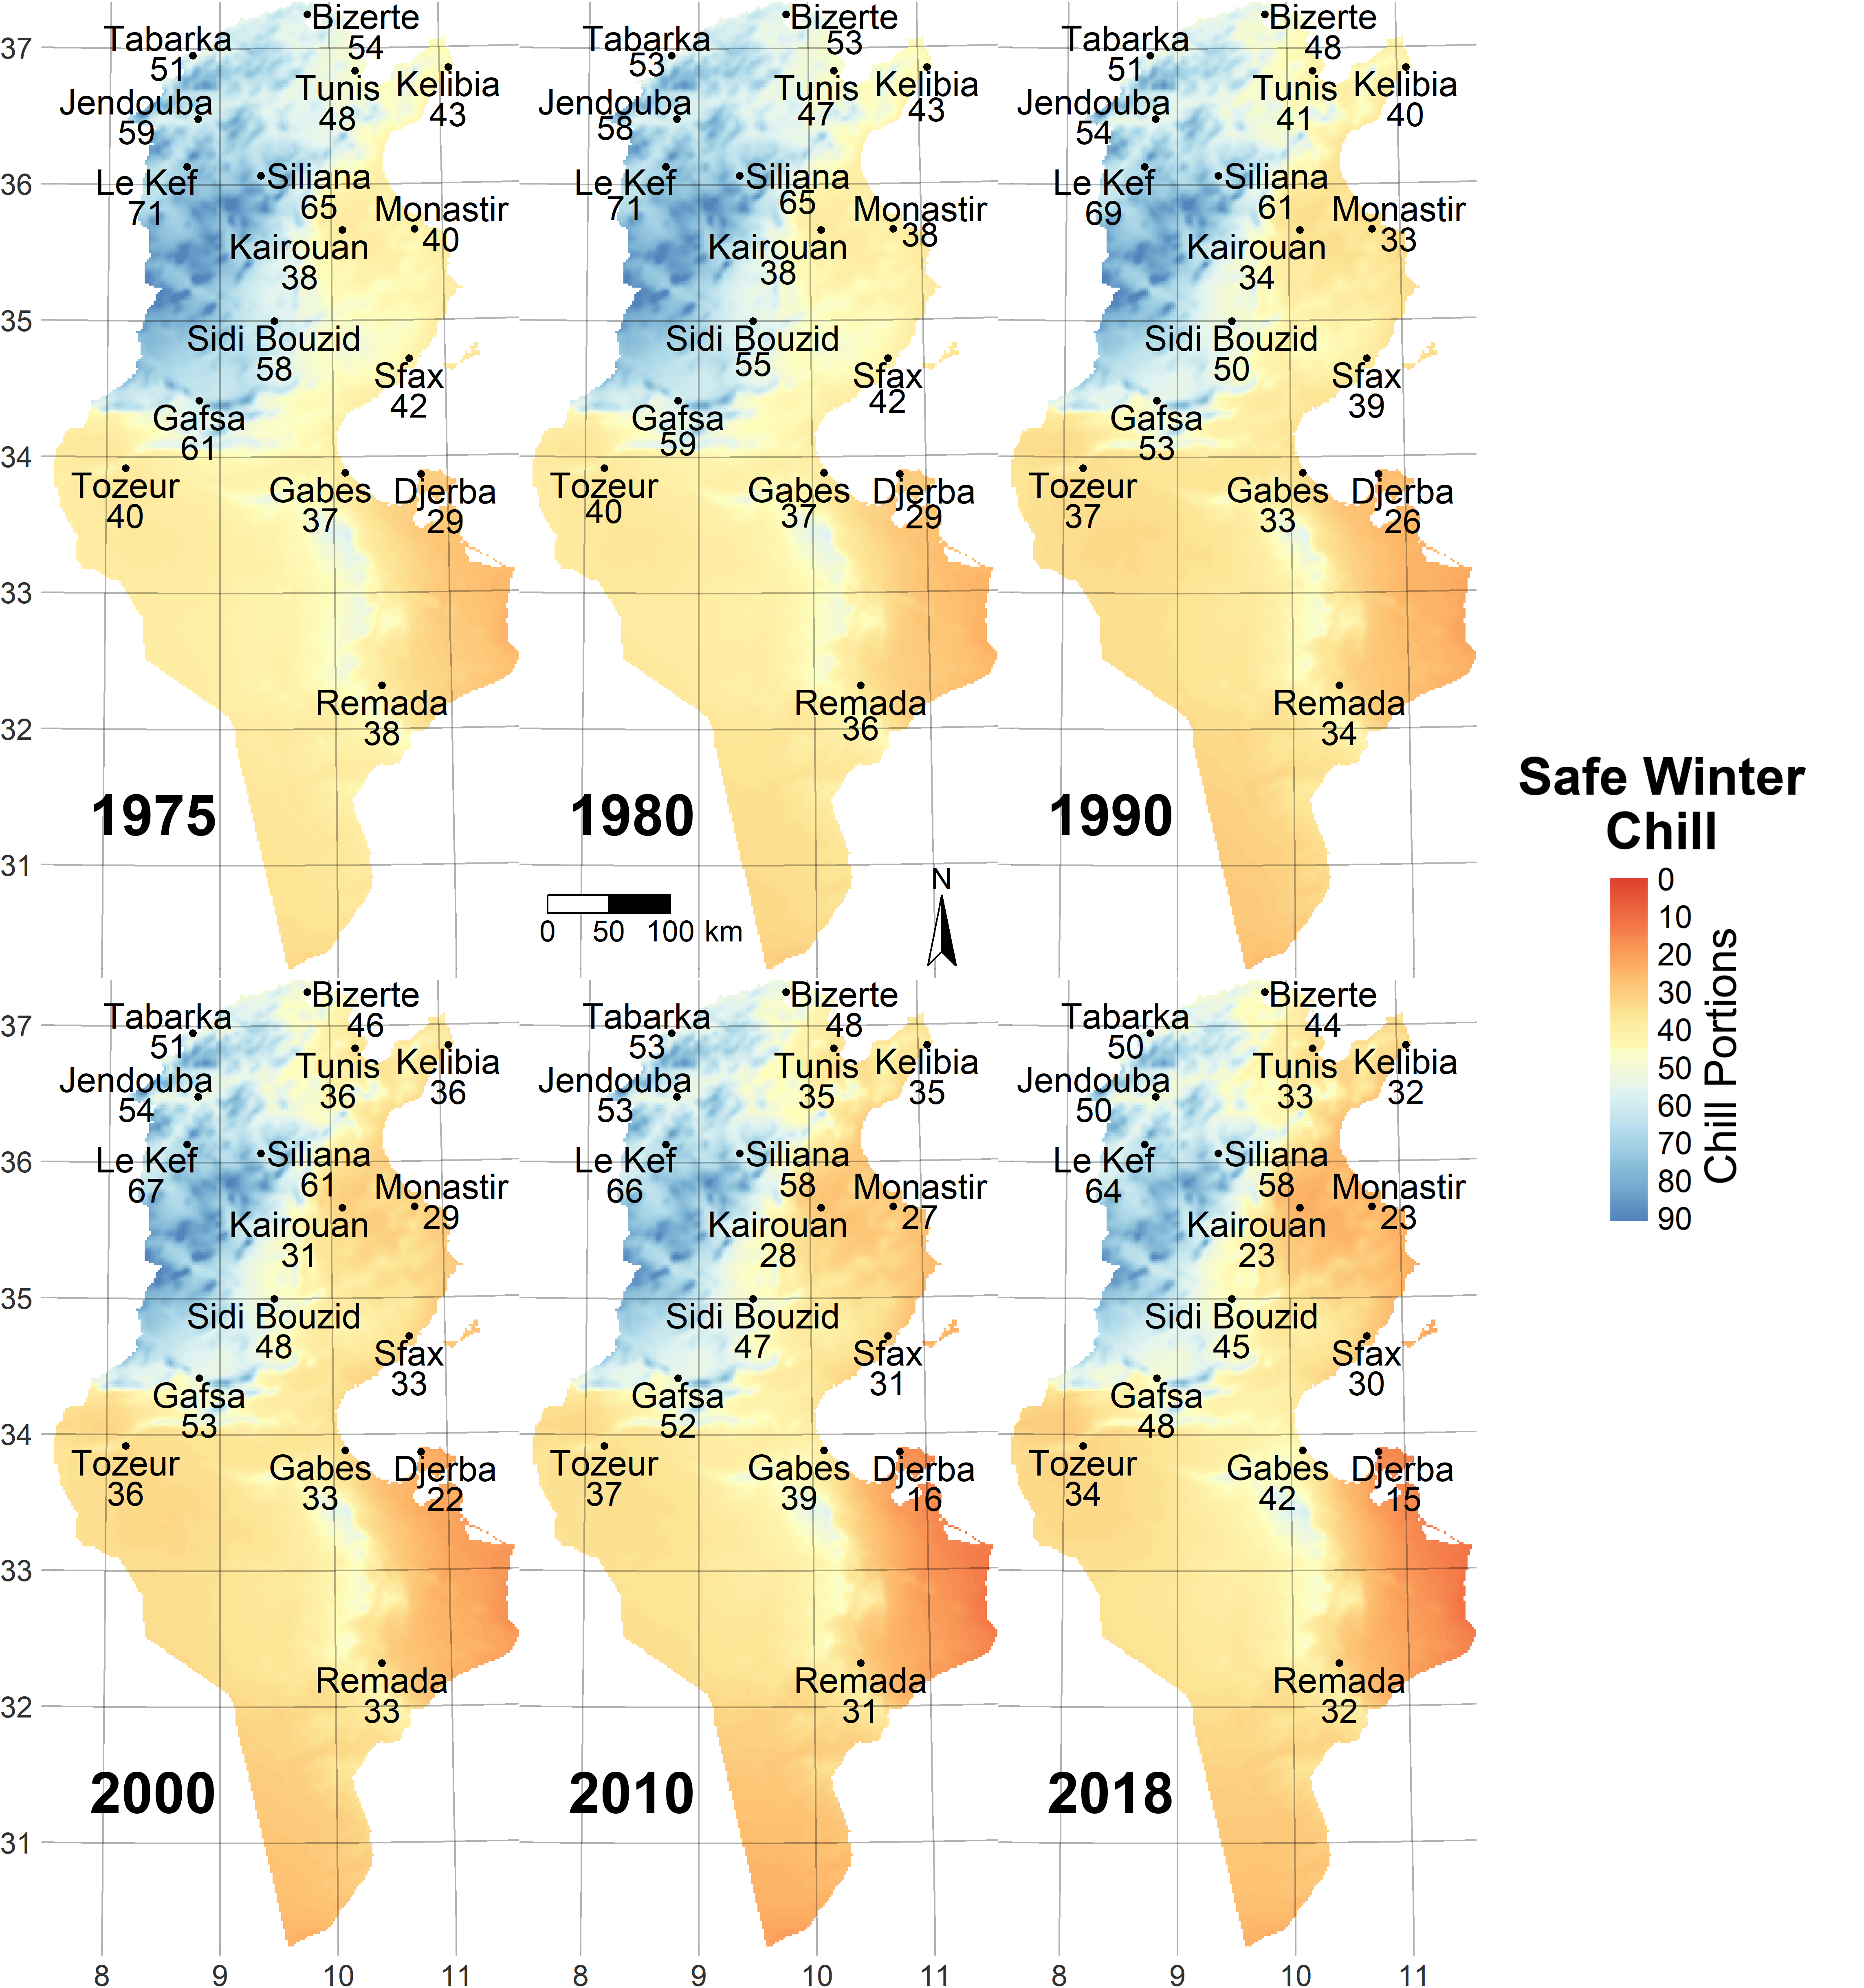 Bizerte
54
Tabarka
51
Tunis
48
Kelibia
43
Jendouba
59
Le Kef
71
Siliana
65
Monastir
40
Kairouan
38
Sidi Bouzid
58
Sfax
42
Gafsa
61
Tozeur
40
Gabes
37
Djerba
29
Remada
38
1975
37
36
35
34
33
32
31
Bizerte
53
Tabarka
53
Tunis
47
Kelibia
43
Jendouba
58
Le Kef
71
Siliana
65
Monastir
38
Kairouan
38
Sidi Bouzid
55
Sfax
42
Gafsa
59
Tozeur
40
Gabes
37
Djerba
29
Remada
36
1980
0 50 100 km
N
Bizerte
48
Tabarka
51
Tunis
41
Kelibia
40
Jendouba
54
Le Kef
69
Siliana
61
Monastir
33
Kairouan
34
Sidi Bouzid
50
Sfax
39
Gafsa
53
Tozeur
37
Gabes
33
Djerba
26
Remada
34
1990
Bizerte
46
Tabarka
51
Tunis
36
Kelibia
36
Jendouba
54
Le Kef
67
Siliana
61
Monastir
29
Kairouan
31
Sidi Bouzid
48
Sfax
33
Gafsa
53
Tozeur
36
Gabes
33
Djerba
22
Remada
33
2000
37
36
35
34
33
32
31
8 9 10 11
Bizerte
48
Tabarka
53
Tunis
35
Kelibia
35
Jendouba
53
Le Kef
66
Siliana
58
Monastir
27
Kairouan
28
Sidi Bouzid
47
Sfax
31
Gafsa
52
Tozeur
37
Gabes
39
Djerba
16
Remada
31
2010
8 9 10 11
Bizerte
44
Tabarka
50
Tunis
33
Kelibia
32
Jendouba
50
Le Kef
64
Siliana
58
Monastir
23
Kairouan
23
Sidi Bouzid
45
Sfax
30
Gafsa
48
Tozeur
34
Gabes
42
Djerba
15
Remada
32
2018
8 9 10 11
Safe Winter
Chill
0
10
20
30
40
50
60
70
80
90
Chill Portions